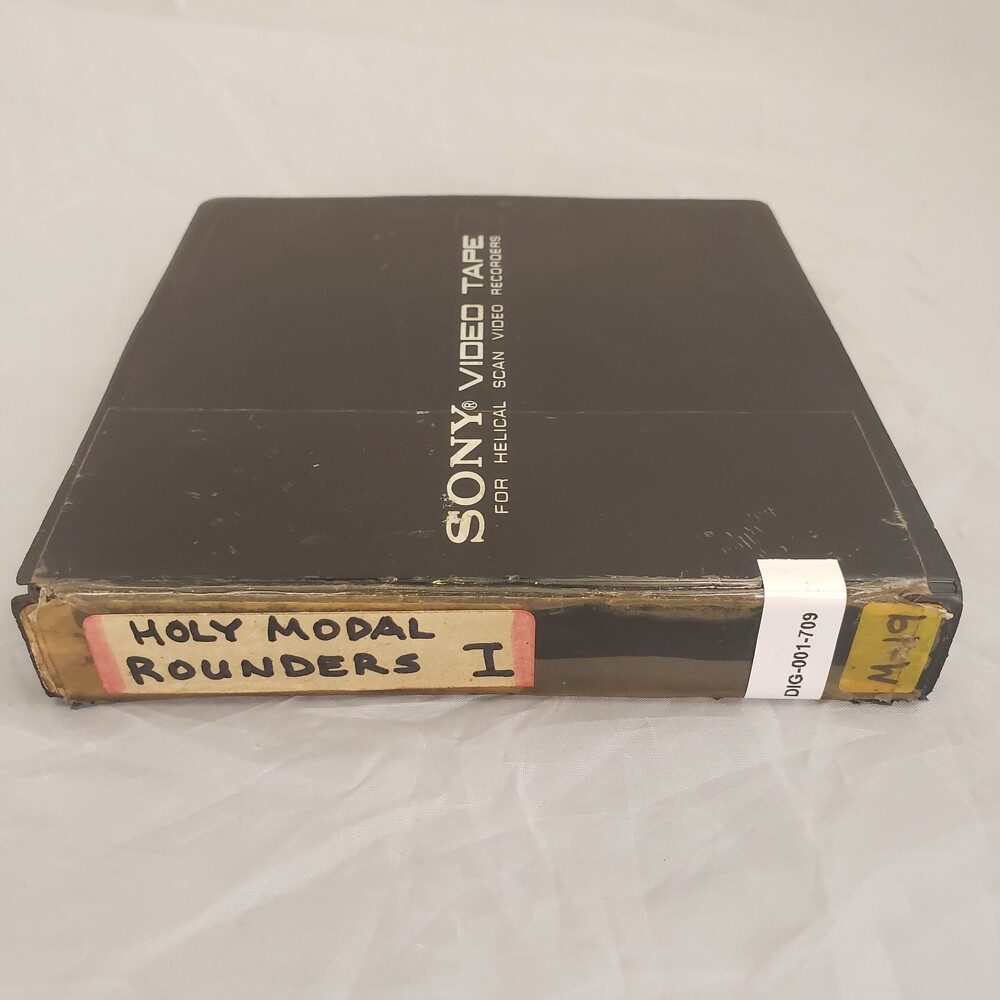 SONY® VIDEO TAPE
FOR HELICAL SCAN VIDEO RECORDERS
HOLY MODAL
ROUNDERS I
DIG-001-709
M-19